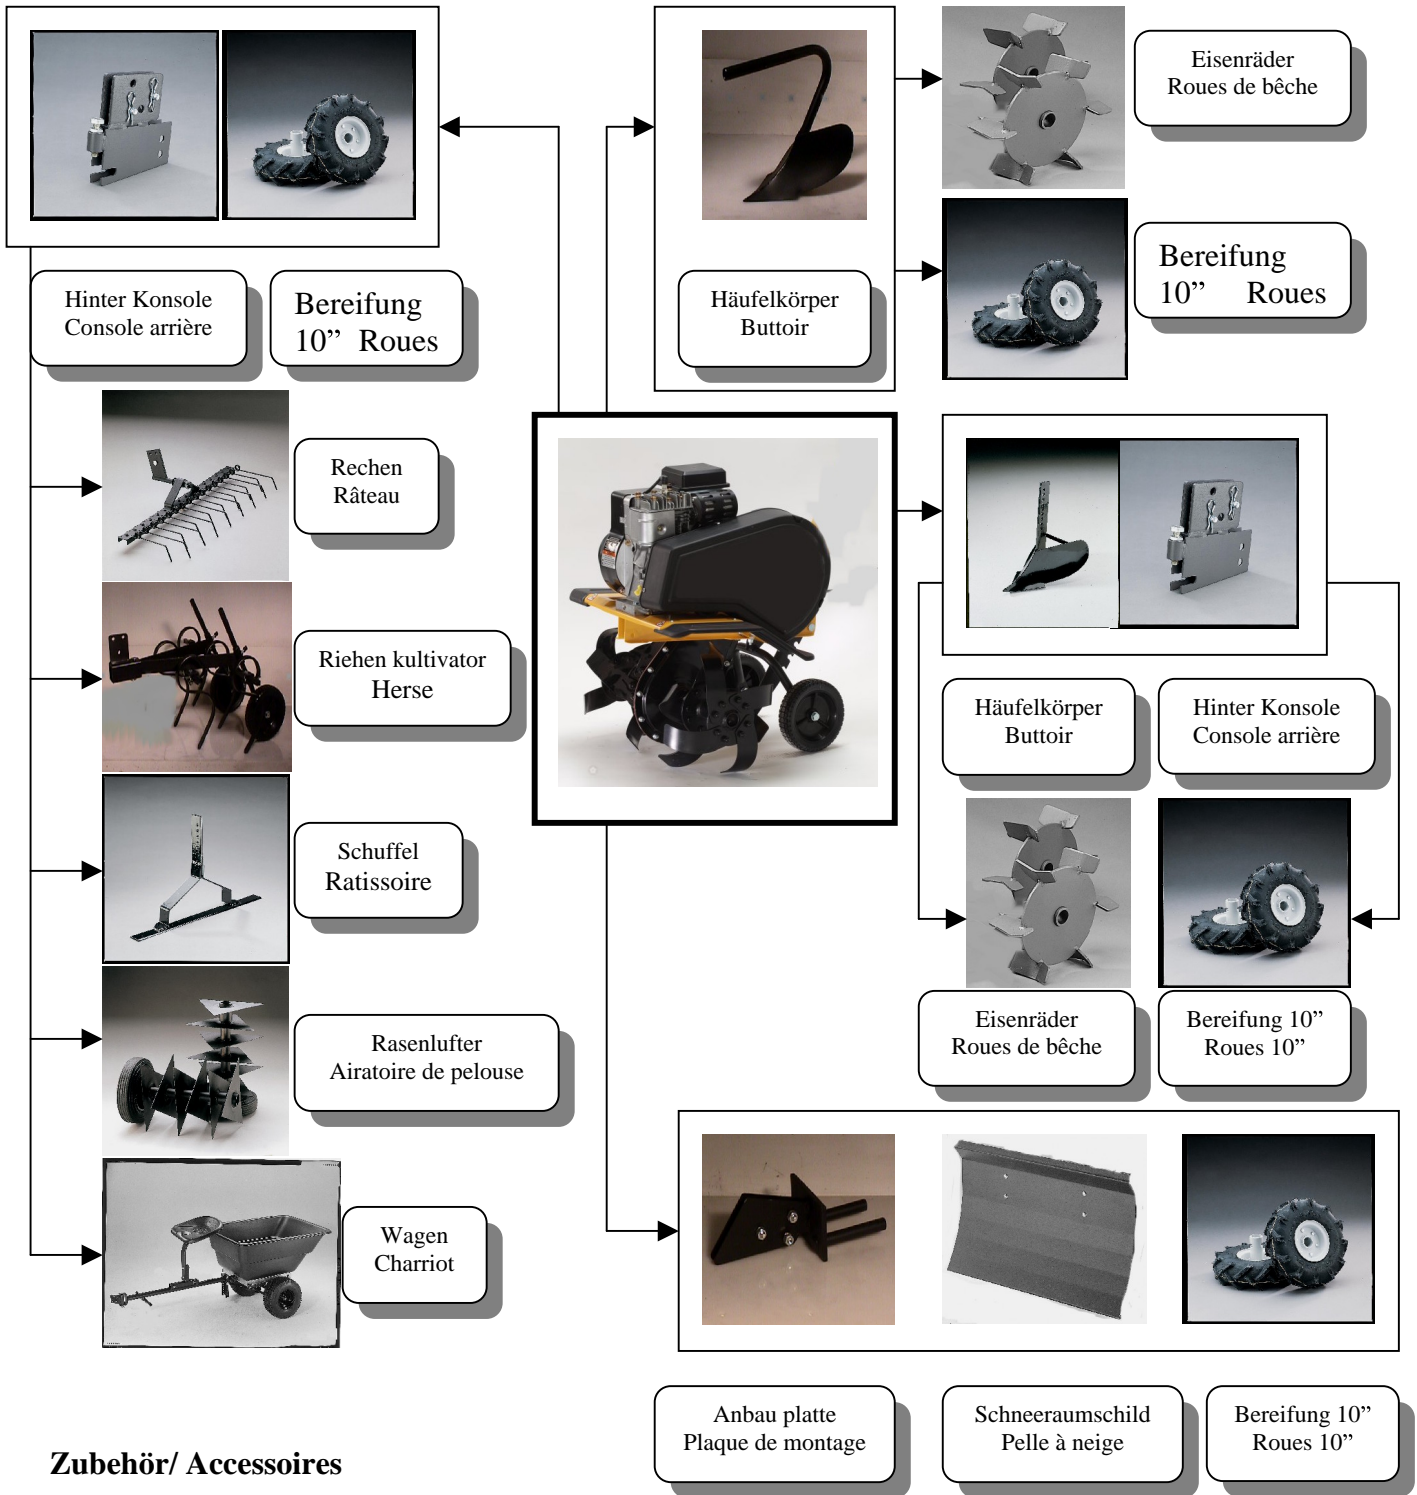 Eisenräder
Roues de bêche
Bereifung
10” Roues
Hinter Konsole
Console arrière
Bereifung
10” Roues
Häufelkörper
Buttoir
Rechen
Râteau
Riehen kultivator
Herse
Häufelkörper
Buttoir
Hinter Konsole
Console arrière
Schuffel
Ratissoire
Eisenräder
Roues de bêche
Bereifung 10”
Roues 10”
Rasenlufter
Airatoire de pelouse
Wagen
Charriot
Anbau platte
Plaque de montage
Schneeraumschild
Pelle à neige
Bereifung 10”
Roues 10”
Zubehör/ Accessoires